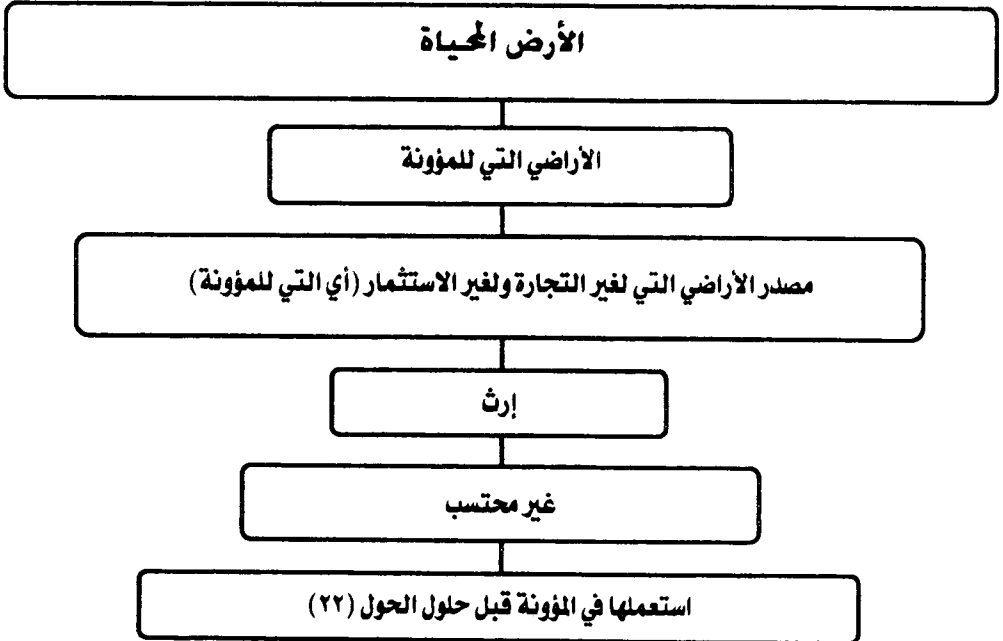 الأرض المحياة
الأراضي التي للمؤونة
مصدر الأراضي التي لغير التجارة ولغير الاستثمار (أي التي للمؤونة)
إرث
غير محتسب
استعملها في المؤونة قبل حلول الحول (٢٢)